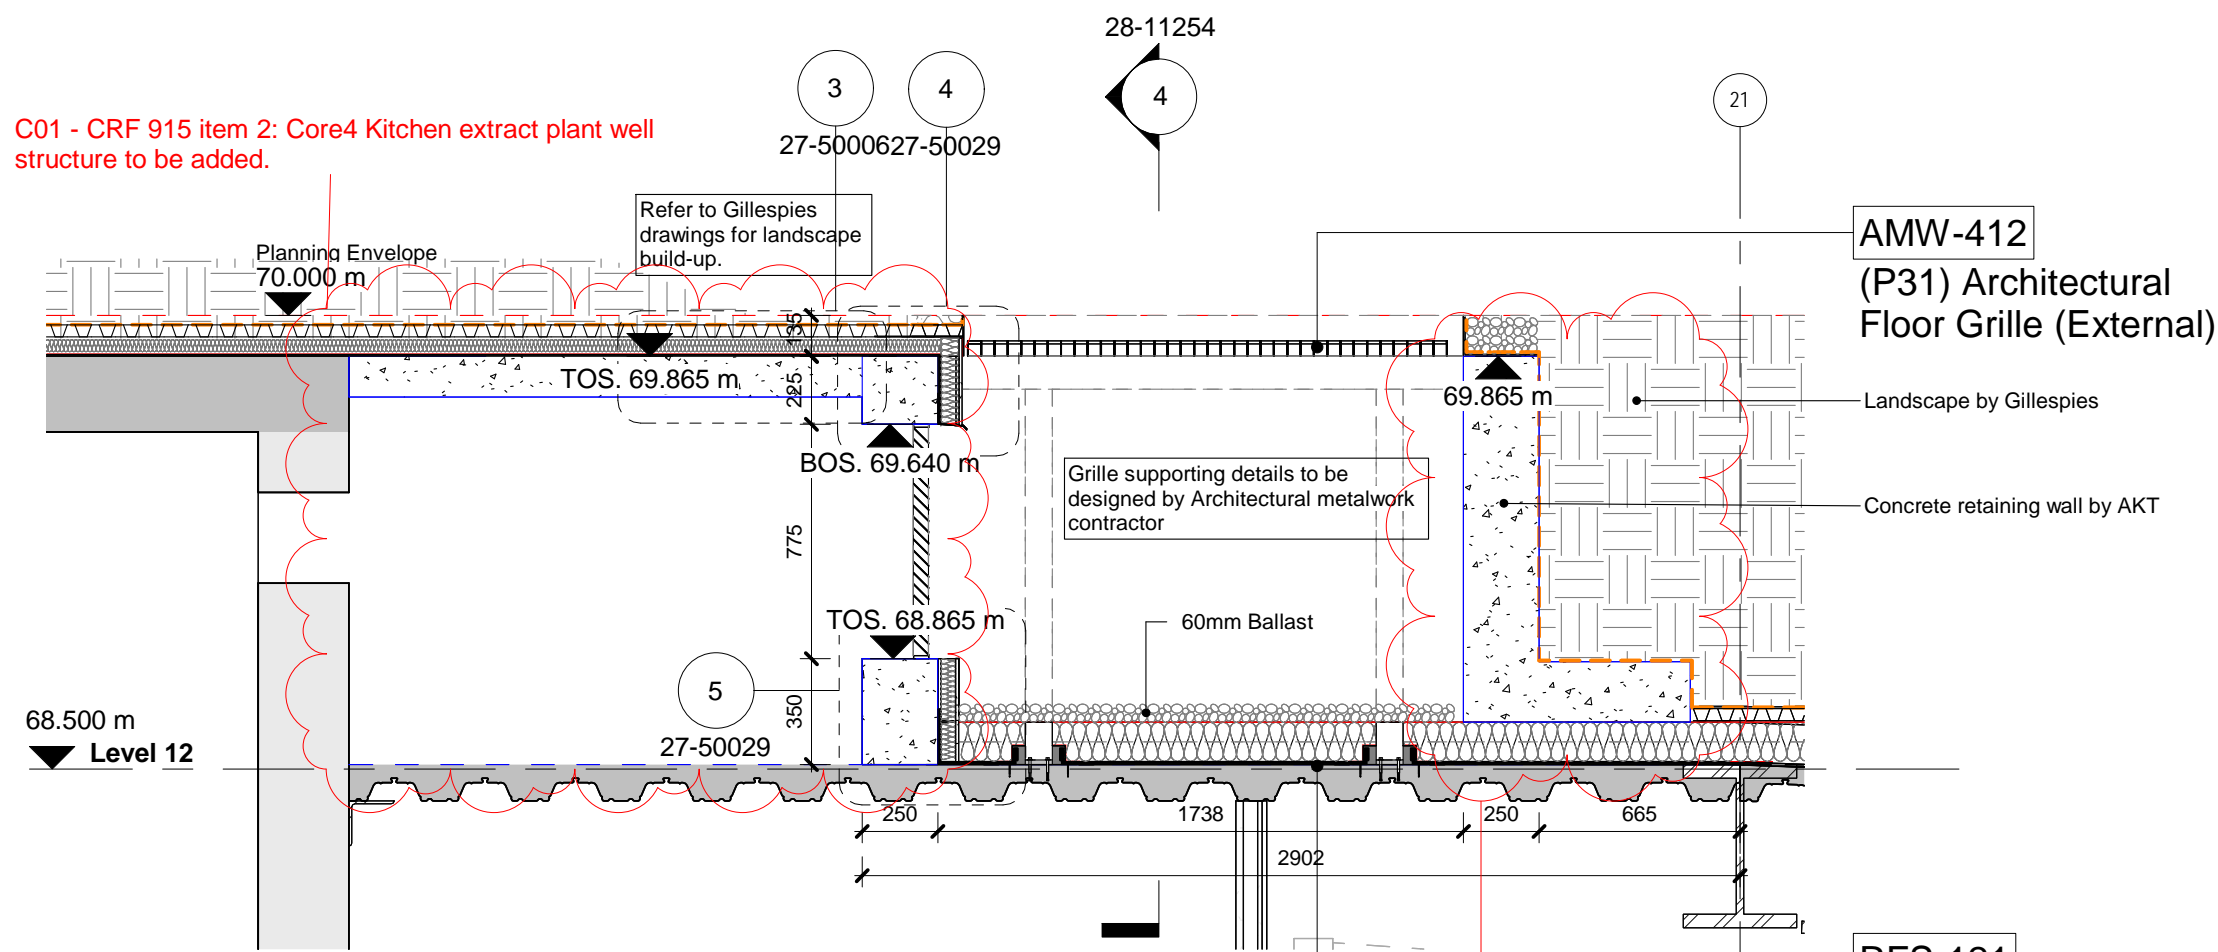 28-11254
3
4
4
21
27-50006
27-50029
C01 - CRF 915 item 2: Core4 Kitchen extract plant well
structure to be added.
Refer to Gillespies
drawings for landscape
build-up.
Planning Envelope
70.000 m
AMW-412
(P31) Architectural
Floor Grille (External)
135
TOS. 69.865 m
225
69.865 m
Landscape by Gillespies
BOS. 69.640 m
Grille supporting details to be
designed by Architectural metalwork
contractor
Concrete retaining wall by AKT
775
TOS. 68.865 m
60mm Ballast
5
350
27-50029
68.500 m
Level 12
250
1738
250
665
2902